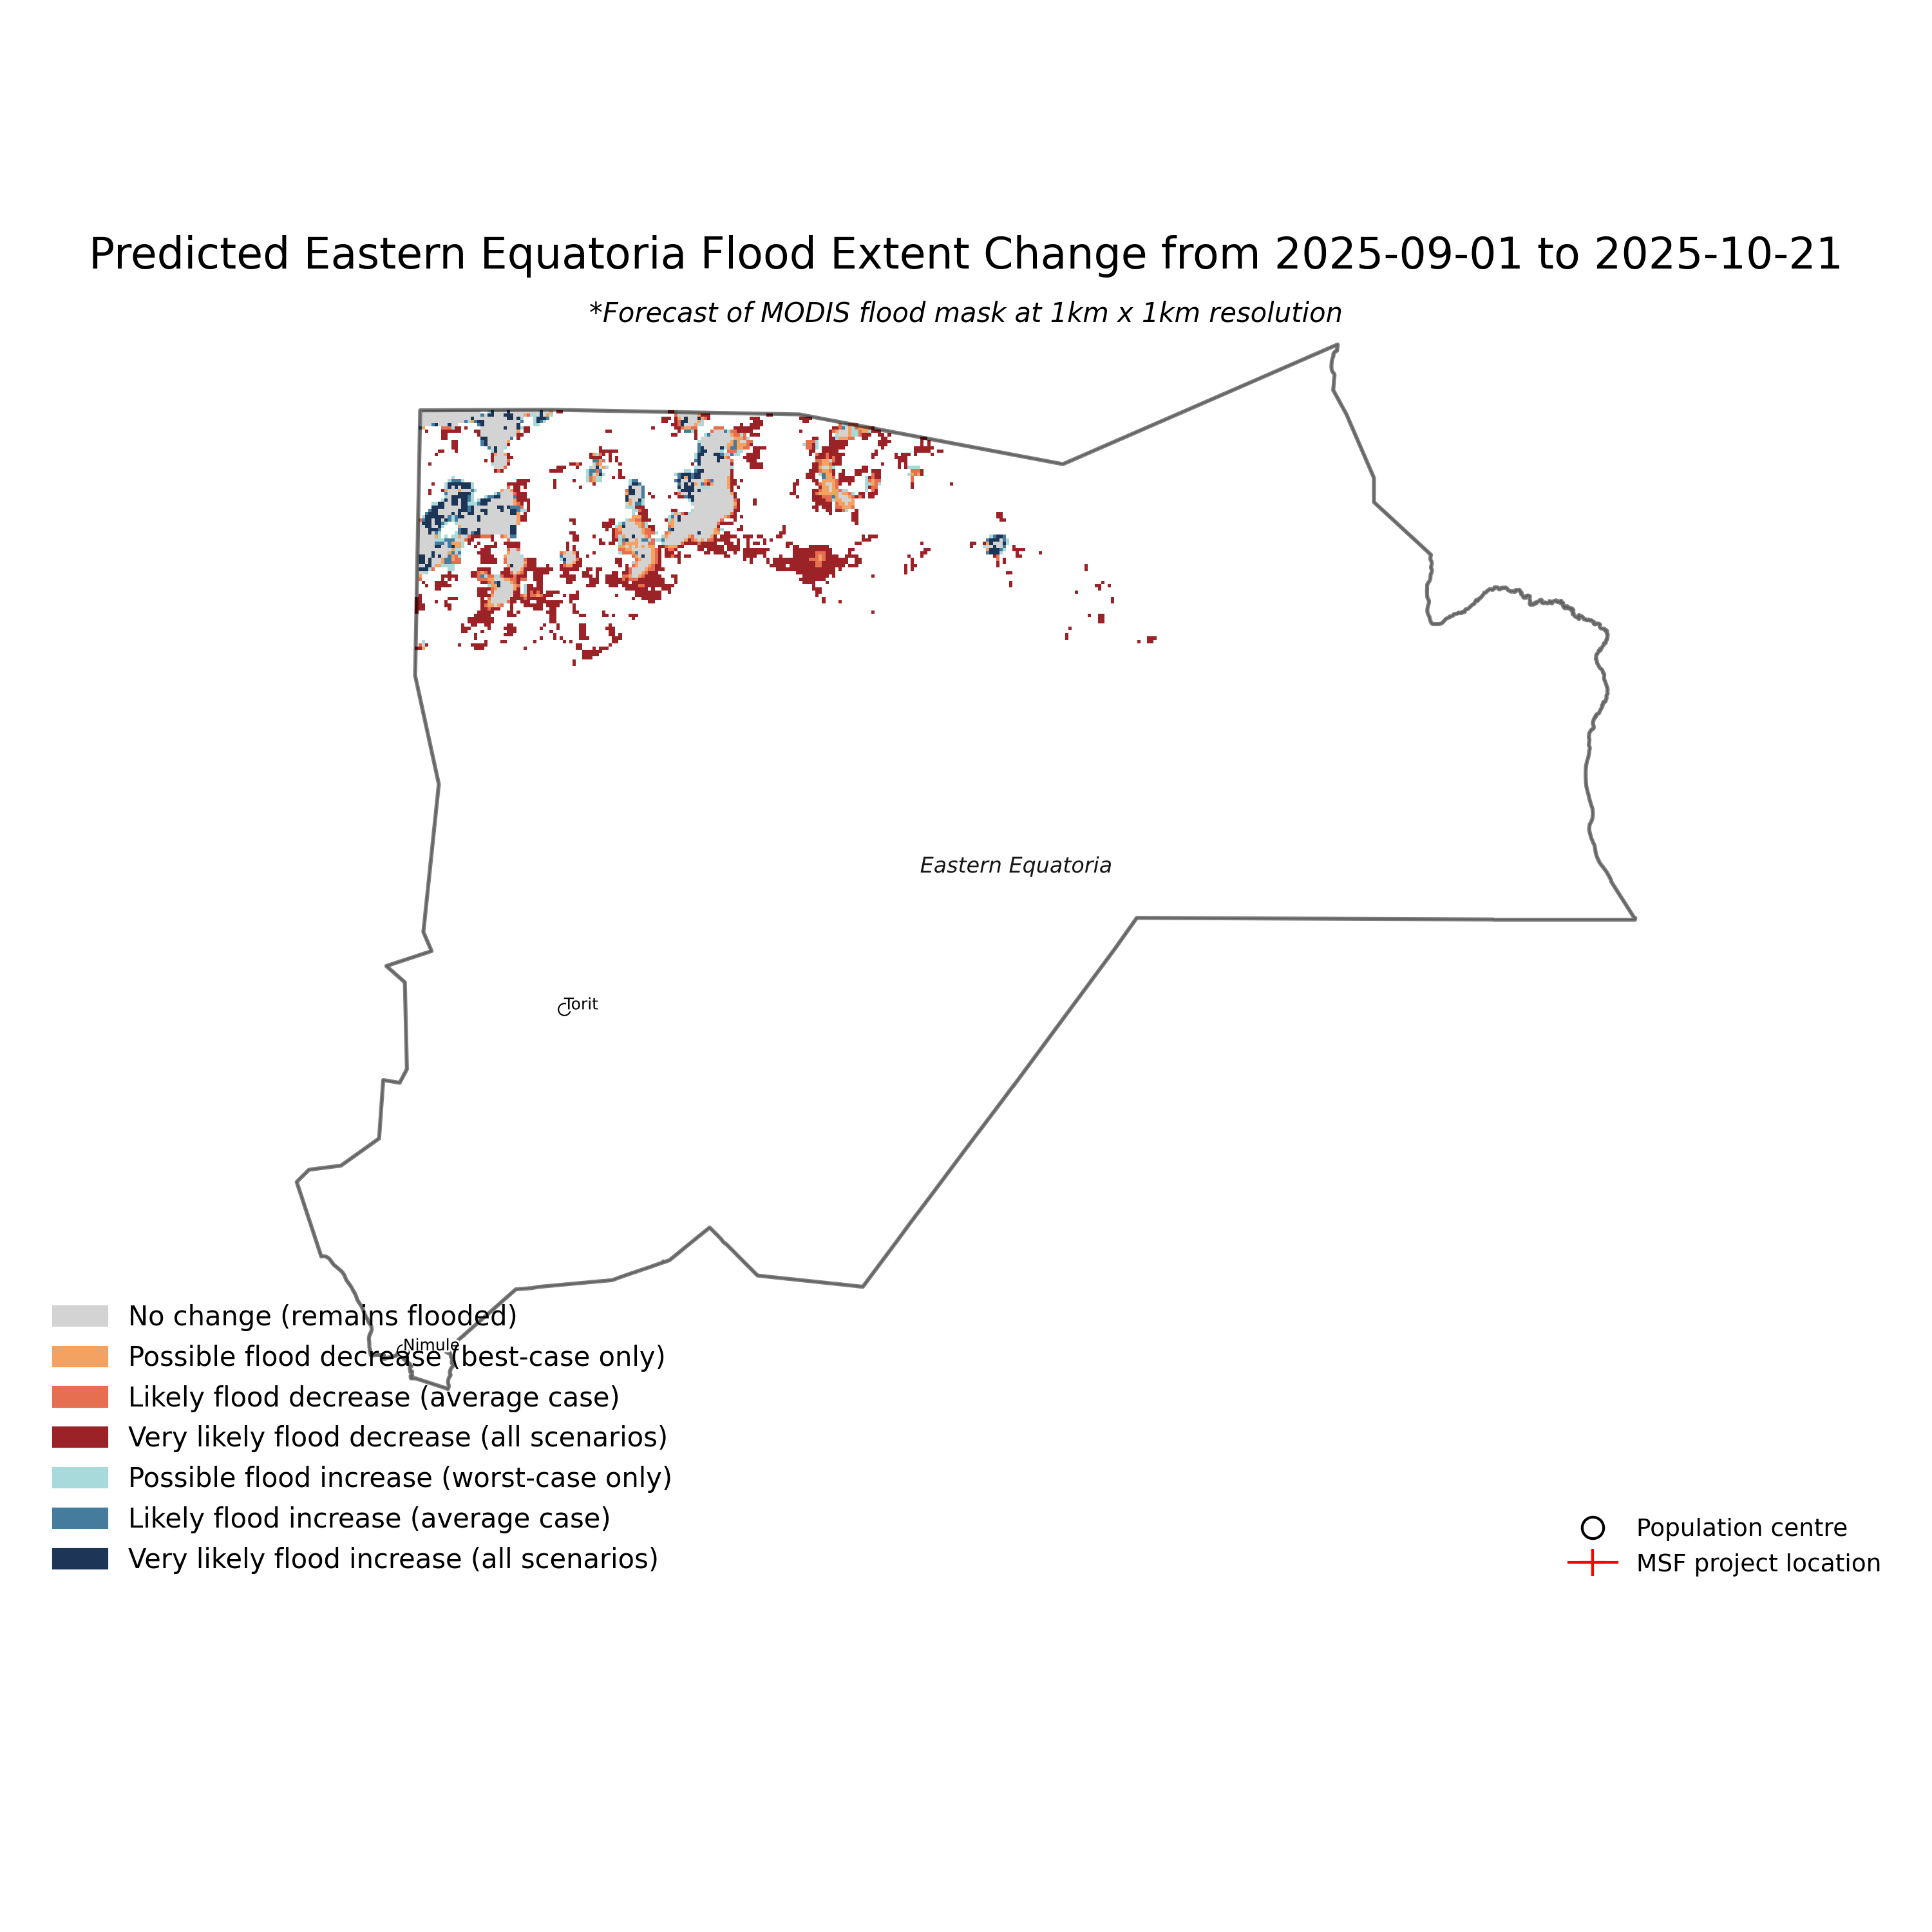 Predicted Eastern Equatoria Flood Extent Change from 2025-09-01 to 2025-10-21
*Forecast of MODIS flood mask at 1km x 1km resolution
Eastern Equatoria
Torit
Nimule
No change (remains flooded)
Possible flood decrease (best-case only)
Likely flood decrease (average case)
Very likely flood decrease (all scenarios)
Possible flood increase (worst-case only)
Likely flood increase (average case)
Very likely flood increase (all scenarios)
Population centre
MSF project location